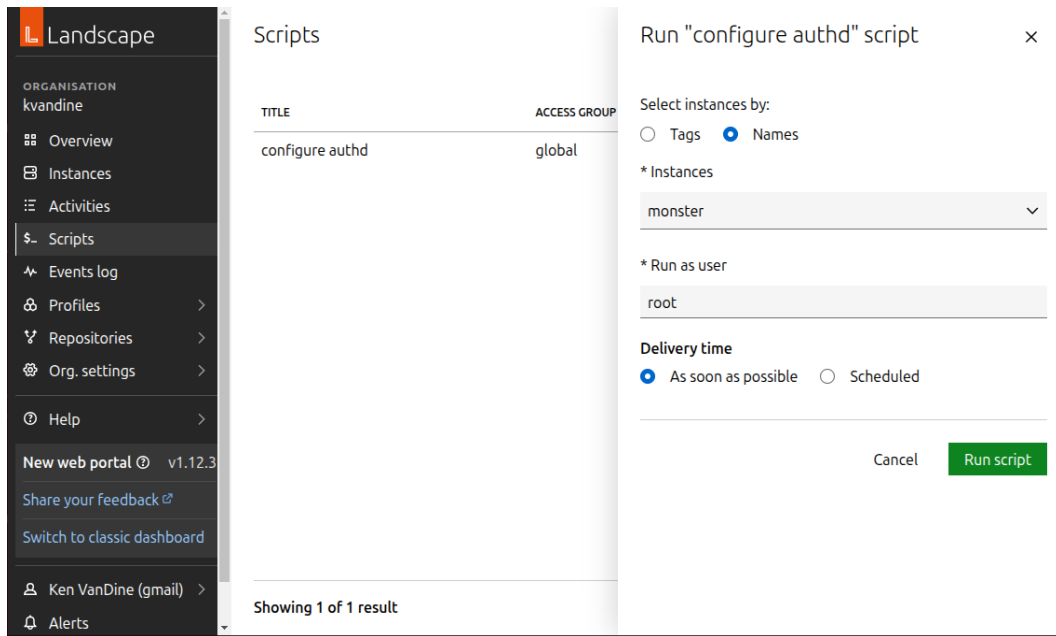 Landscape
ORGANISATION
kvandine
Overview
Instances
Activities
$_ Scripts
Events log
Profiles
Repositories
Org. settings
Help
New web portal v1.12.3
Share your feedback
Switch to classic dashboard
Ken VanDine (gmail)
Alerts
Scripts
TITLE ACCESS GROUP
configure authd global
Showing 1 of 1 result
Run "configure authd" script
Select instances by:
Tags Names
* Instances
monster
* Run as user
root
Delivery time
As soon as possible Scheduled
Cancel Run script